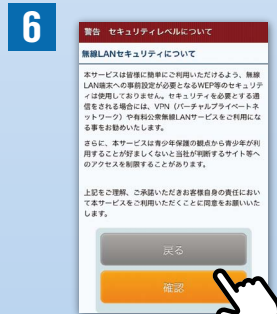 6
警告 セキュリティレベルについて
無線LANセキュリティについて
本サービスは皆様に簡単にご利用いただけるよう、無線
LAN端末への事前設定が必要となるWEP等のセキュリテ
ィは使用しておりません。セキュリティを必要とする通
信をされる場合には、VPN（バーチャルプライベートネ
ットワーク）や有料公衆無線LANサービスをご利用にな
る事をお勧めいたします。
さらに、本サービスは青少年保護の観点から青少年が利
用することが好ましくないと当社が判断するサイト等へ
のアクセスを制限することがあります。
上記をご理解、ご承諾いただきお客様自身の責任におい
て本サービスをご利用いただくことに同意をお願いいた
します。
戻る
確認